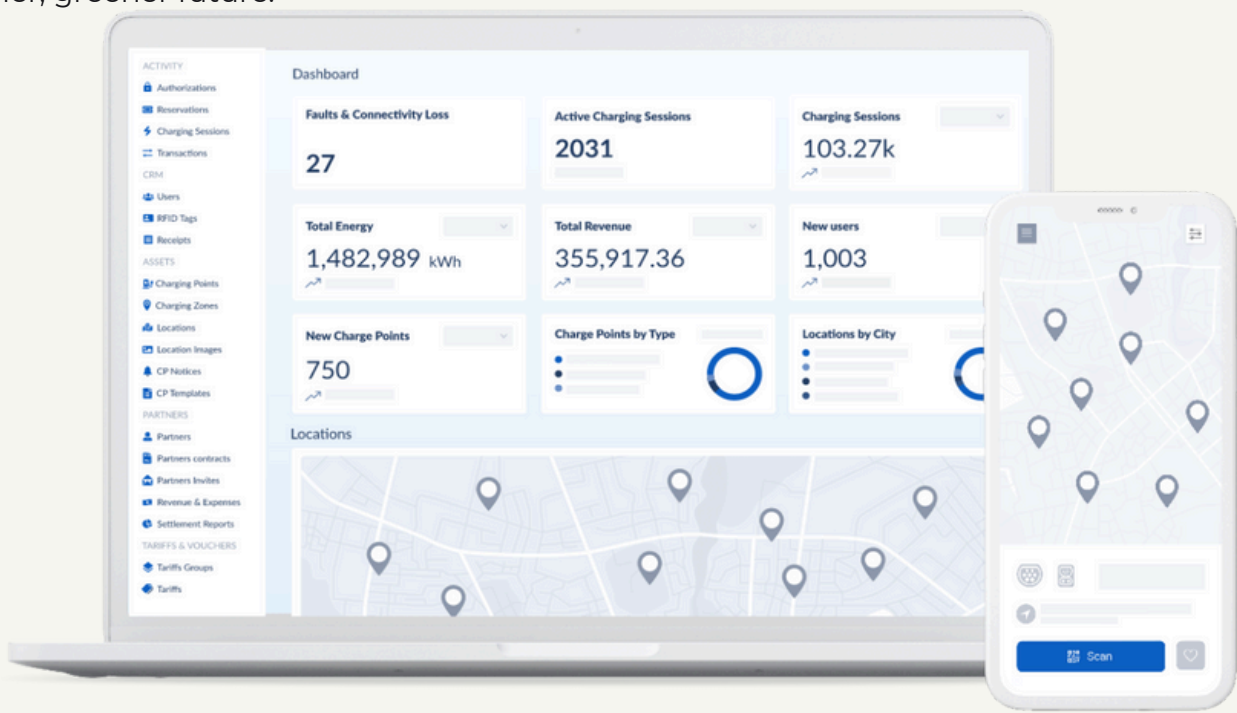 greener future.
ACTIVITY
Authorizations
Reservations
Charging Sessions
Transactions
CRM
Users
RFID Tags
Receipts
ASSETS
Charging Points
Charging Zones
Locations
Location Images
CP Notices
CP Templates
PARTNERS
Partners
Partners contracts
Partners Invites
Revenue & Expenses
Settlement Reports
TARIFFS & VOUCHERS
Tariffs Groups
Tariffs
Dashboard
Faults & Connectivity Loss
27
Active Charging Sessions
2031
Charging Sessions
103.27k
Total Energy
1,482,989 kWh
Total Revenue
355,917.36
New users
1,003
New Charge Points
750
Charge Points by Type
Locations by City
Locations
Scan